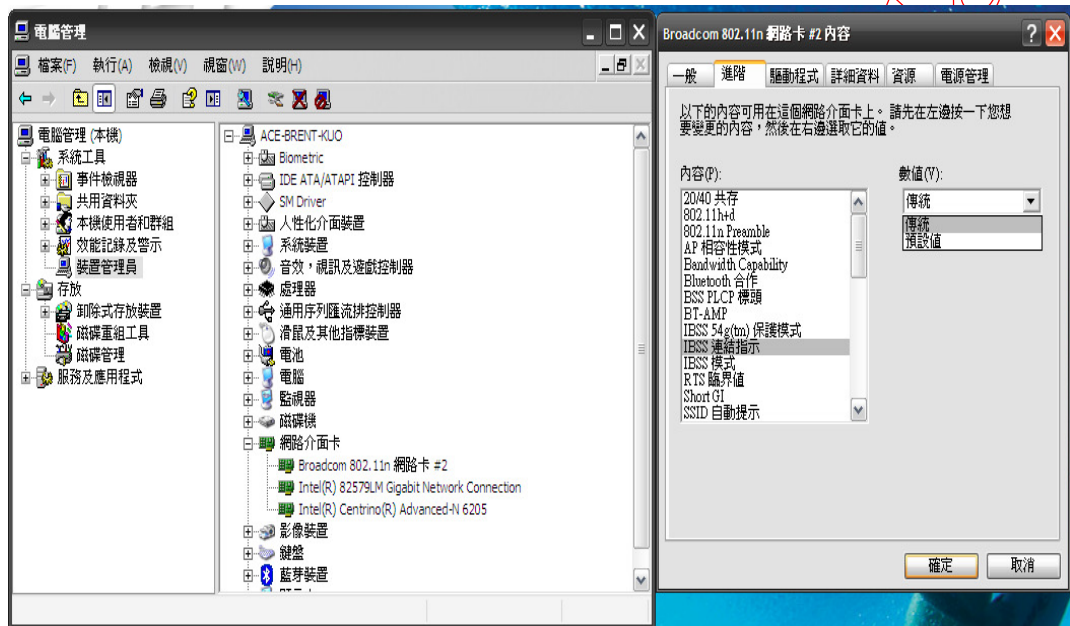 電腦管理
檔案(F) 執行(A) 檢視(V) 視窗(W) 說明(H)
電腦管理 (本機)
系統工具
事件檢視器
共用資料夾
本機使用者和群組
效能記錄及警示
裝置管理員
存放
卸除式存放裝置
磁碟重組工具
磁碟管理
服務及應用程式
ACE-BRENT-KUO
Biometric
IDE ATA/ATAPI 控制器
SM Driver
人性化介面裝置
系統裝置
音效，視訊及遊戲控制器
處理器
通用序列匯流排控制器
滑鼠及其他指標裝置
電池
電腦
監視器
磁碟機
網路介面卡
Broadcom 802.11n 網路卡 #2
Intel(R) 82579LM Gigabit Network Connection
Intel(R) Centrino(R) Advanced-N 6205
影像裝置
鍵盤
藍芽裝置
Broadcom 802.11n 網路卡 #2 內容
一般 進階 驅動程式 詳細資料 資源 電源管理
以下的內容可用在這個網路介面卡上。請先在左邊按一下您想
要變更的內容，然後在右邊選取它的值。
內容(P):
20/40 共存
802.11h+d
802.11n Preamble
AP 相容性模式
Bandwidth Capability
Bluetooth 合作
BSS PLCP 標頭
BT-AMP
IBSS 54g(tm) 保護模式
IBSS 連結指示
IBSS 模式
RTS 臨界值
Short GI
SSID 自動提示
數值(V):
傳統
傳統
預設值
確定 取消